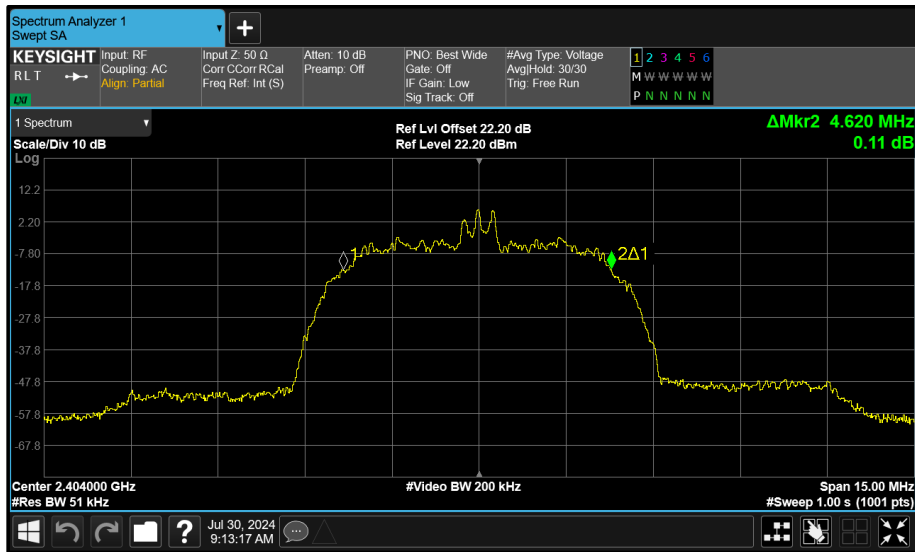 Spectrum Analyzer 1
Swept SA
+
KEYSIGHT
RLT
LXI
Input: RF
Coupling: AC
Align: Partial
Input Z: 50 Ω
Corr CCorr RCal
Freq Ref: Int (S)
Atten: 10 dB
Preamp: Off
PNO: Best Wide
Gate: Off
IF Gain: Low
Sig Track: Off
#Avg Type: Voltage
Avg|Hold: 30/30
Trig: Free Run
1 2 3 4 5 6
M W W W W W
P N N N N N
1 Spectrum
Scale/Div 10 dB
Ref Lvl Offset 22.20 dB
Ref Level 22.20 dBm
ΔMkr2 4.620 MHz
0.11 dB
Log
12.2
2.20
-7.80
-17.8
-27.8
-37.8
-47.8
-57.8
-67.8
1
2Δ1
Center 2.404000 GHz
#Video BW 200 kHz
Span 15.00 MHz
#Res BW 51 kHz
#Sweep 1.00 s (1001 pts)
?
Jul 30, 2024
9:13:17 AM